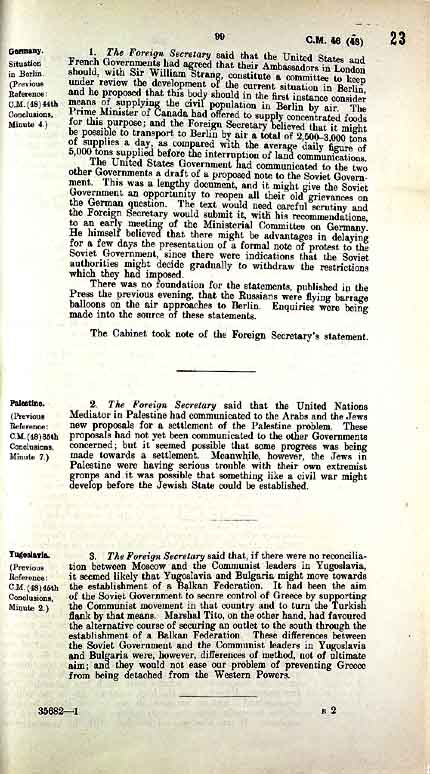 99
C.M. 46 (48)
23
Germany.
Situation
in Berlin.
(Previous
Reference:
C.M.(48)44th
Conclusions,
Minute 4.)
1. The Foreign Secretary said that the United States and
French Governments had agreed that their Ambassadors in London
should, with Sir William Strang, constitute a committee to keep
under review the development of the current situation in Berlin,
and he proposed that this body should in the first instance consider
means of supplying the civil population in Berlin by air. The
Prime Minister of Canada had offered to supply concentrated foods
for this purpose; and the Foreign Secretary believed that it might
be possible to transport to Berlin by air a total of 2,500-3,000 tons
of supplies a day, as compared with the average daily figure of
5,000 tons supplied before the interruption of land communications.
The United States Government had communicated to the two
other Governments a draft of a proposed note to the Soviet Govern-
ment. This was a lengthy document, and it might give the Soviet
Government an opportunity to reopen all their old grievances on
the German question. The text would need careful scrutiny and
the Foreign Secretary would submit it, with his recommendations,
to an early meeting of the Ministerial Committee on Germany.
He himself believed that there might be advantages in delaying
for a few days the presentation of a formal note of protest to the
Soviet Government, since there were indications that the Soviet
authorities might decide gradually to withdraw the restrictions
which they had imposed.
There was no foundation for the statements, published in the
Press the previous evening, that the Russians were flying barrage
balloons on the air approaches to Berlin. Enquiries were being
made into the source of these statements.
The Cabinet took note of the Foreign Secretary's statement.
Palestine.
(Previous
Reference:
C.M.(48)35th
Conclusions,
Minute 7.)
2. The Foreign Secretary said that the United Nations
Mediator in Palestine had communicated to the Arabs and the Jews
new proposals for a settlement of the Palestine problem. These
proposals had not yet been communicated to the other Governments
concerned; but it seemed possible that some progress was being
made towards a settlement. Meanwhile, however, the Jews in
Palestine were having serious trouble with their own extremist
groups and it was possible that something like a civil war might
develop before the Jewish State could be established.
Yugoslavia.
(Previous
Reference:
C.M.(48)45th
Conclusions,
Minute 2.)
3. The Foreign Secretary said that, if there were no reconcilia-
tion between Moscow and the Communist leaders in Yugoslavia,
it seemed likely that Yugoslavia and Bulgaria might move towards
the establishment of a Balkan Federation. It had been the aim
of the Soviet Government to secure control of Greece by supporting
the Communist movement in that country and to turn the Turkish
flank by that means. Marshal Tito, on the other hand, had favoured
the alternative course of securing an outlet to the south through the
establishment of a Balkan Federation. These differences between
the Soviet Government and the Communist leaders in Yugoslavia
and Bulgaria were, however, differences of method, not of ultimate
aim; and they would not ease our problem of preventing Greece
from being detached from the Western Powers.
35682—1
B 2